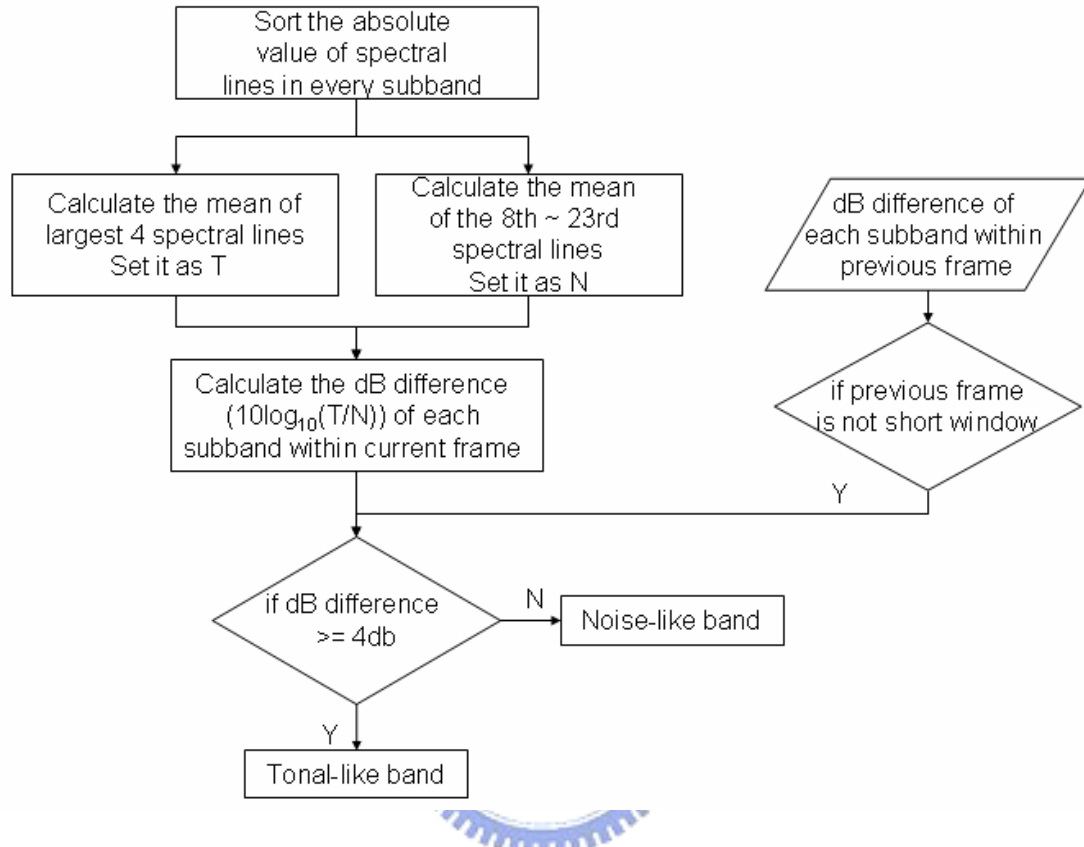 Sort the absolute
value of spectral
lines in every subband
Calculate the mean of
largest 4 spectral lines
Set it as T
Calculate the mean
of the 8th ~ 23rd
spectral lines
Set it as N
dB difference of
each subband within
previous frame
Calculate the dB difference
(10log₁₀(T/N)) of each
subband within current frame
if previous frame
is not short window
Y
if dB difference
>= 4db
N
Noise-like band
Y
Tonal-like band